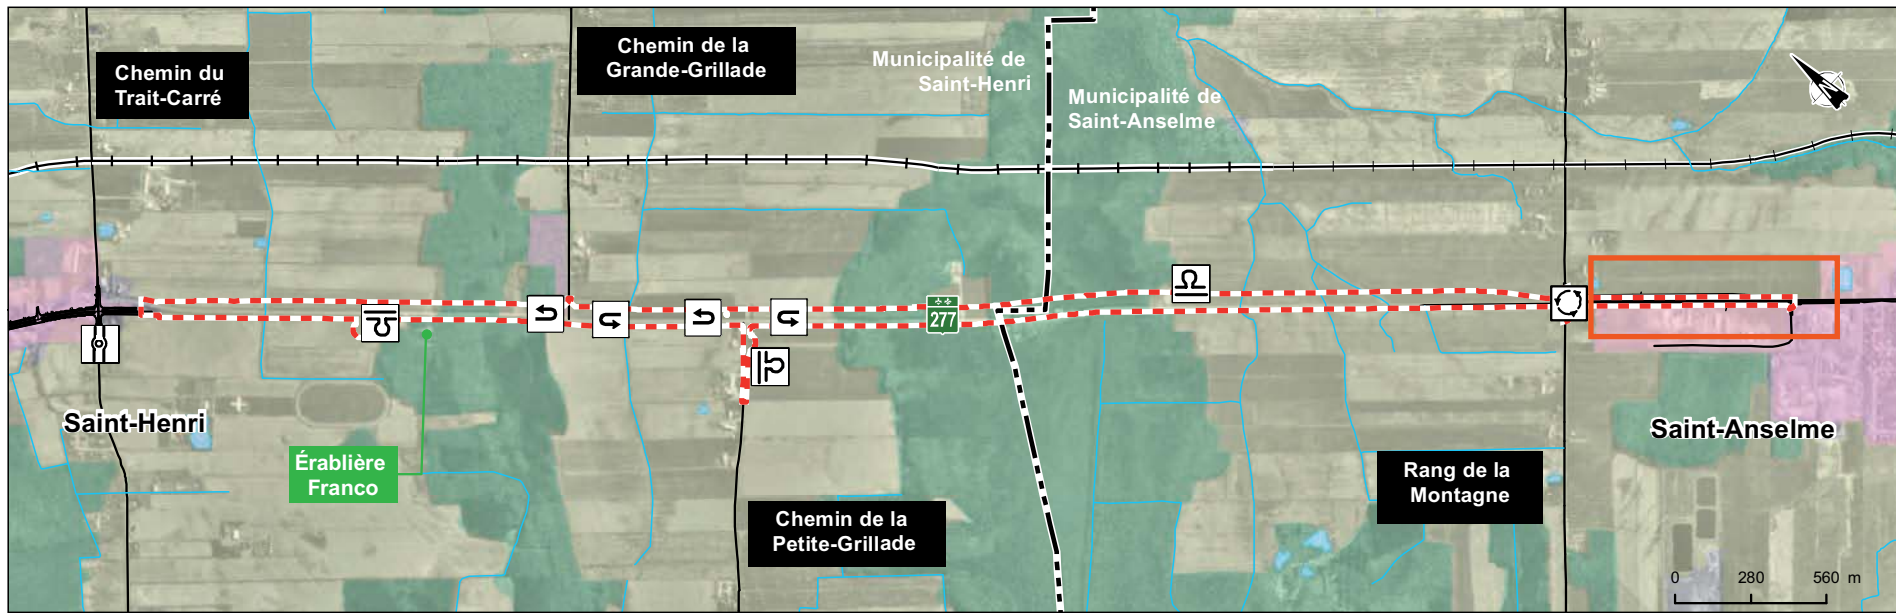 Chemin du
Trait-Carré
Chemin de la
Grande-Grillade
Municipalité de
Saint-Henri
Municipalité de
Saint-Anselme
N
277
Saint-Henri
Érablière
Franco
Chemin de la
Petite-Grillade
Rang de la
Montagne
Saint-Anselme
0 280 560 m